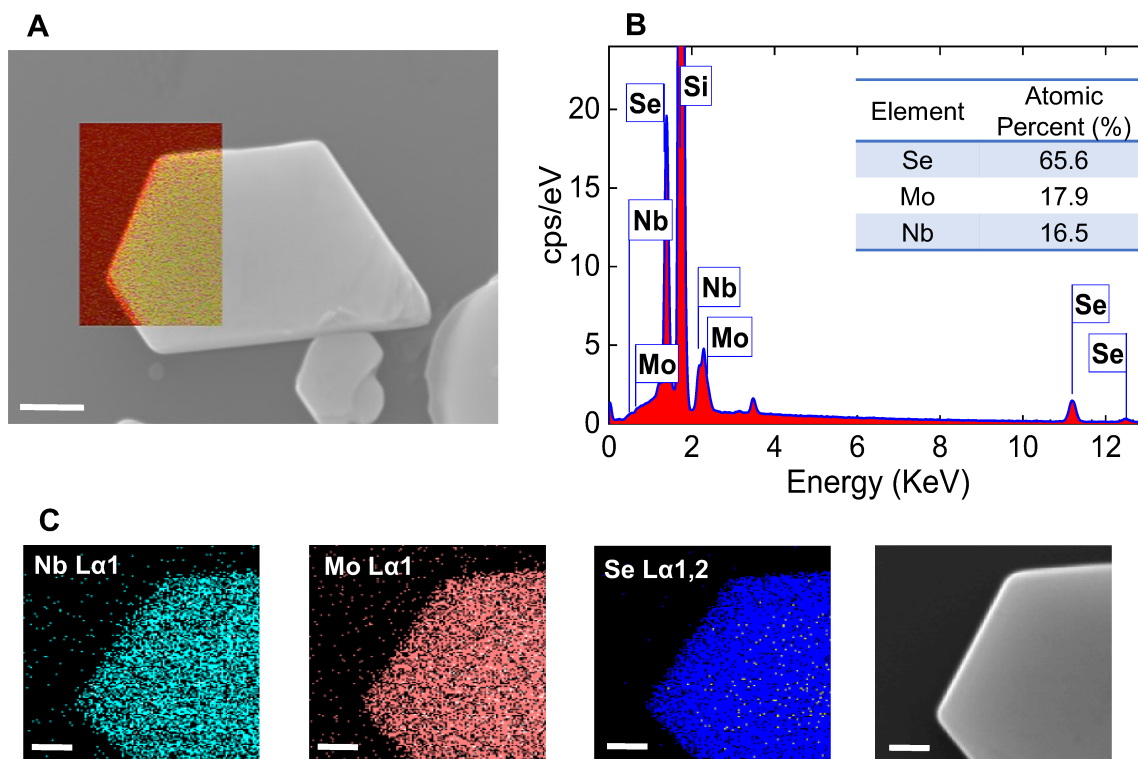 A
B
20
15
10
5
0
cps/eV
Se
Si
Nb
Mo
Nb
Mo
Se
Se
Element
Atomic
Percent (%)
Se 65.6
Mo 17.9
Nb 16.5
0 2 4 6 8 10 12
Energy (KeV)
C
Nb Lα1
Mo Lα1
Se Lα1,2